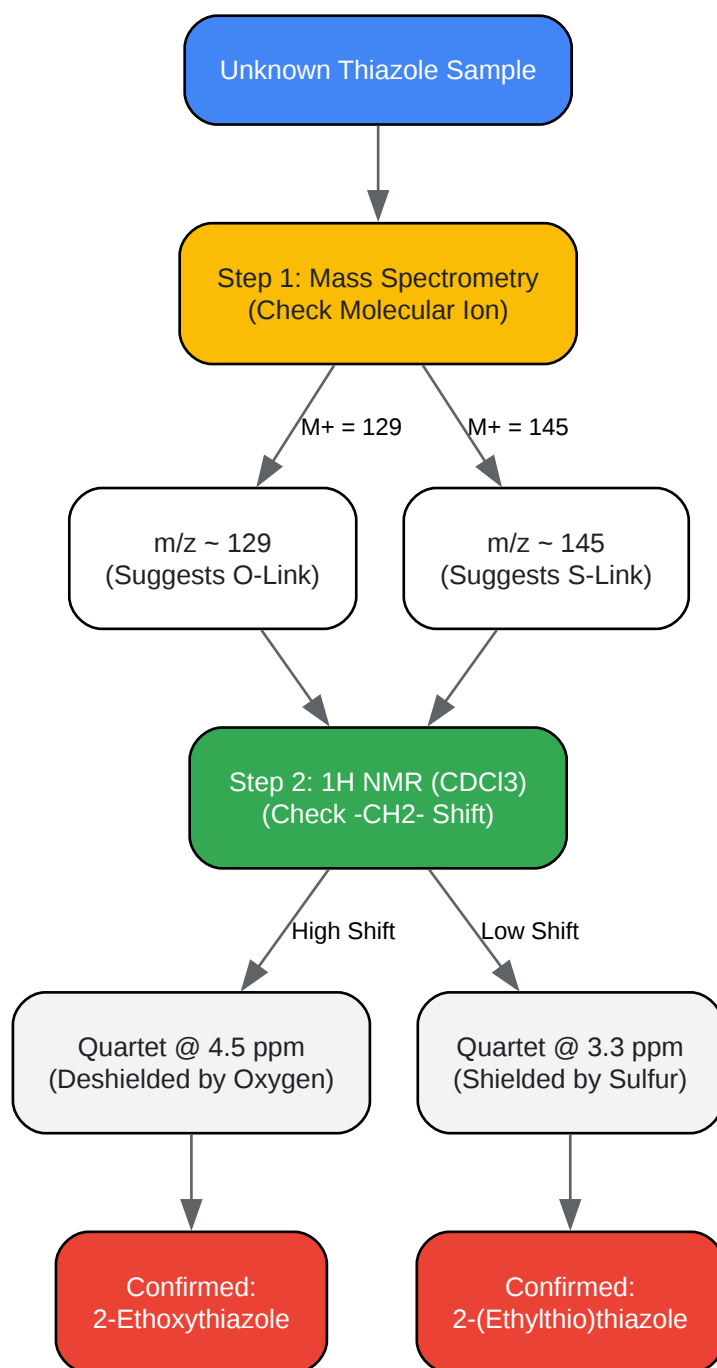 Unknown Thiazole Sample
Step 1: Mass Spectrometry
(Check Molecular Ion)
M+ = 129
M+ = 145
m/z ~ 129
(Suggests O-Link)
m/z ~ 145
(Suggests S-Link)
Step 2: 1H NMR (CDCl3)
(Check -CH2- Shift)
High Shift
Low Shift
Quartet @ 4.5 ppm
(Deshielded by Oxygen)
Quartet @ 3.3 ppm
(Shielded by Sulfur)
Confirmed:
2-Ethoxythiazole
Confirmed:
2-(Ethylthio)thiazole